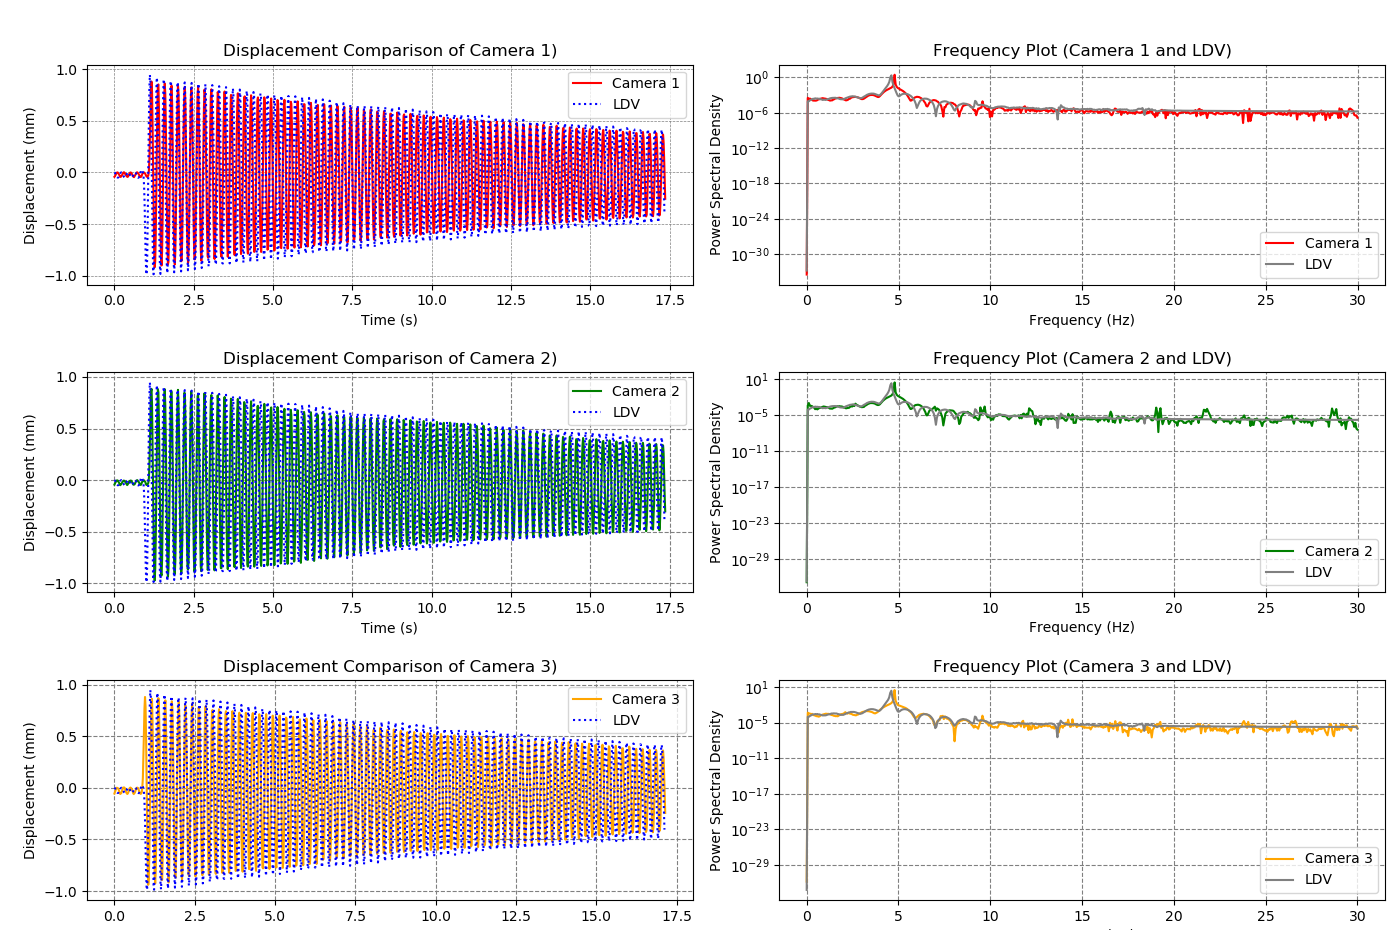 Displacement Comparison of Camera 1)
Displacement (mm)
1.0
0.5
0.0
−0.5
−1.0
Camera 1
LDV
0.0 2.5 5.0 7.5 10.0 12.5 15.0 17.5
Time (s)
Frequency Plot (Camera 1 and LDV)
Power Spectral Density
10^0
10^−6
10^−12
10^−18
10^−24
10^−30
Camera 1
LDV
0 5 10 15 20 25 30
Frequency (Hz)
Displacement Comparison of Camera 2)
Displacement (mm)
1.0
0.5
0.0
−0.5
−1.0
Camera 2
LDV
0.0 2.5 5.0 7.5 10.0 12.5 15.0 17.5
Time (s)
Frequency Plot (Camera 2 and LDV)
Power Spectral Density
10^1
10^−5
10^−11
10^−17
10^−23
10^−29
Camera 2
LDV
0 5 10 15 20 25 30
Frequency (Hz)
Displacement Comparison of Camera 3)
Displacement (mm)
1.0
0.5
0.0
−0.5
−1.0
Camera 3
LDV
0.0 2.5 5.0 7.5 10.0 12.5 15.0 17.5
Frequency Plot (Camera 3 and LDV)
Power Spectral Density
10^1
10^−5
10^−11
10^−17
10^−23
10^−29
Camera 3
LDV
0 5 10 15 20 25 30